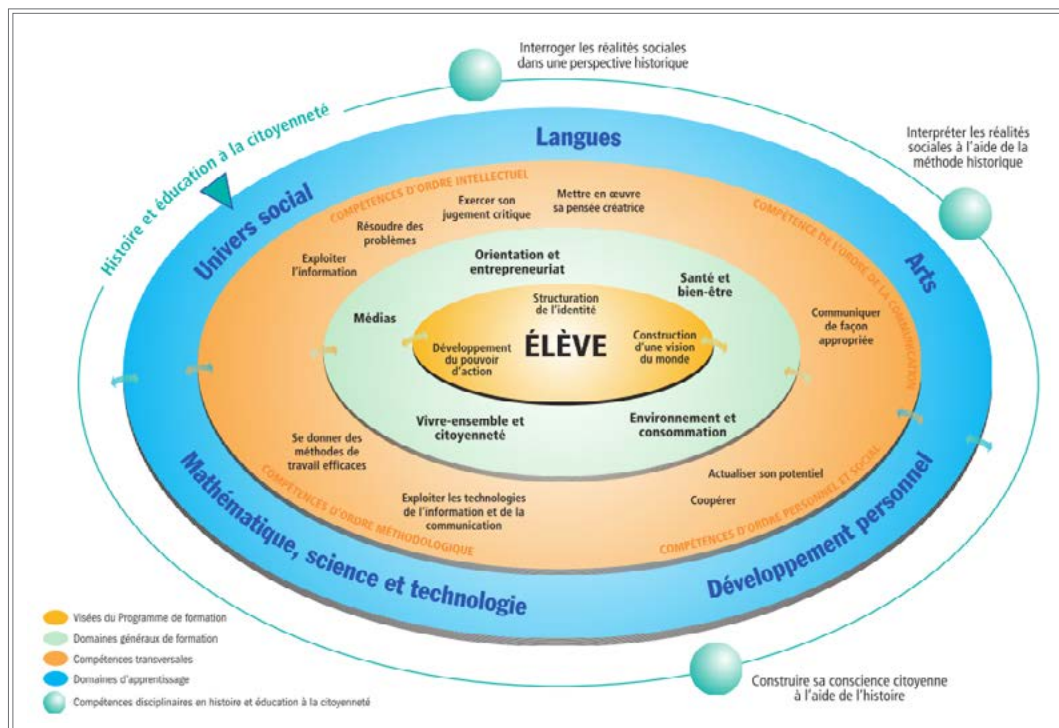 Interroger les réalités sociales
dans une perspective historique
Histoire et éducation à la citoyenneté
Interpréter les réalités
sociales à l'aide de la
méthode historique
Langues
Univers social
Arts
COMPÉTENCES D'ORDRE INTELLECTUEL
COMPÉTENCE DE L'ORDRE DE LA COMMUNICATION
Mettre en œuvre
sa pensée créatrice
Exercer son
jugement critique
Résoudre des
problèmes
Exploiter
l'information
Orientation et
entrepreneuriat
Santé et
bien-être
Médias
Structuration
de l'identité
ÉLÈVE
Développement
du pouvoir
d'action
Construction
d'une vision
du monde
Communiquer
de façon
appropriée
Vivre-ensemble et
citoyenneté
Environnement et
consommation
Se donner des
méthodes de
travail efficaces
Exploiter les technologies
de l'information et de la
communication
Actualiser son potentiel
Coopérer
COMPÉTENCES D'ORDRE MÉTHODOLOGIQUE
COMPÉTENCES D'ORDRE PERSONNEL ET SOCIAL
Mathématique, science et technologie
Développement personnel
Visées du Programme de formation
Domaines généraux de formation
Compétences transversales
Domaines d'apprentissage
Compétences disciplinaires en histoire et éducation à la citoyenneté
Construire sa conscience citoyenne
à l'aide de l'histoire